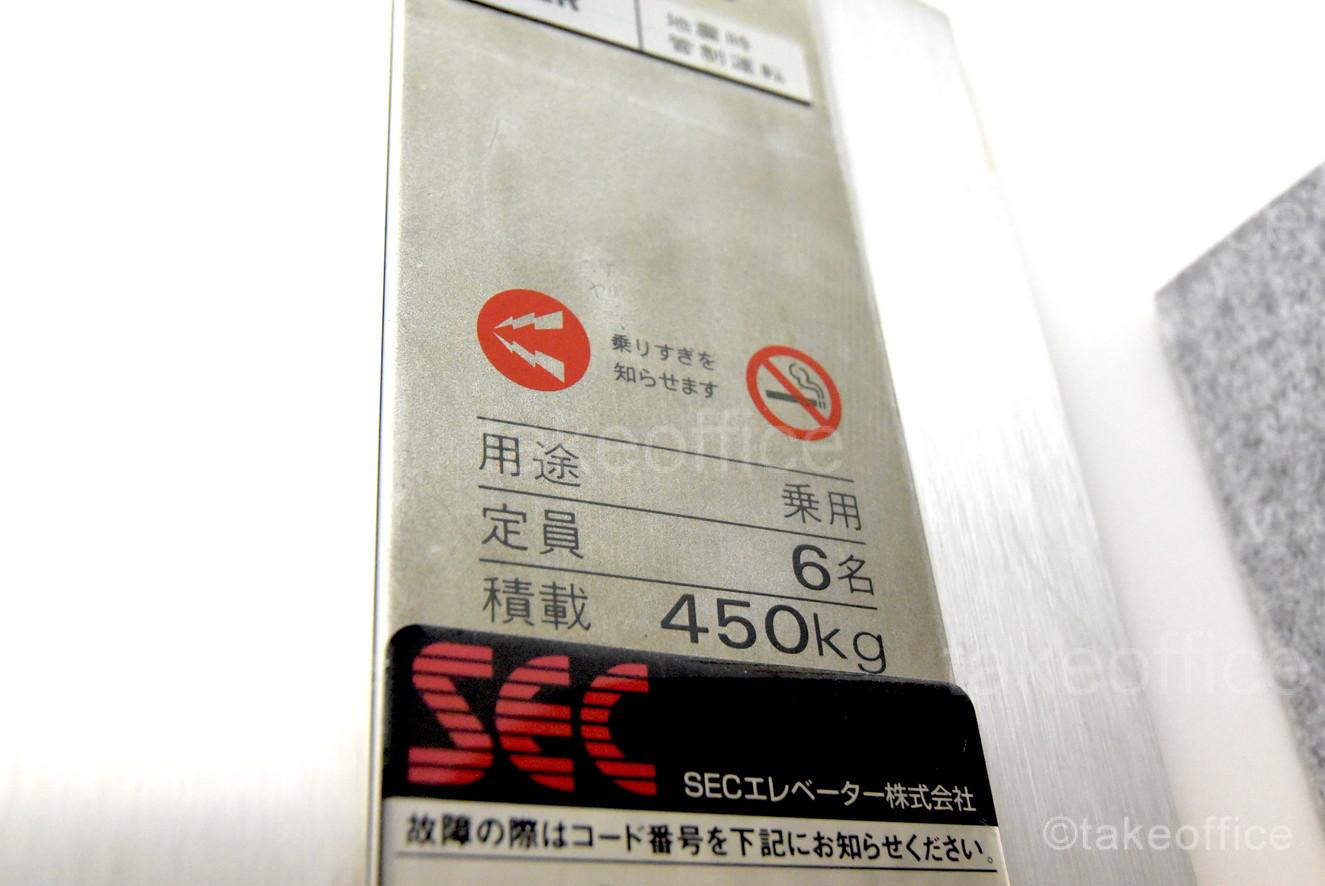 地震時
管制運転
乗りすぎを
知らせます
用途 乗用
定員 6名
積載 450kg
SEC
SECエレベーター株式会社
故障の際はコード番号を下記にお知らせください。
takeoffice
takeoffice
©takeoffice